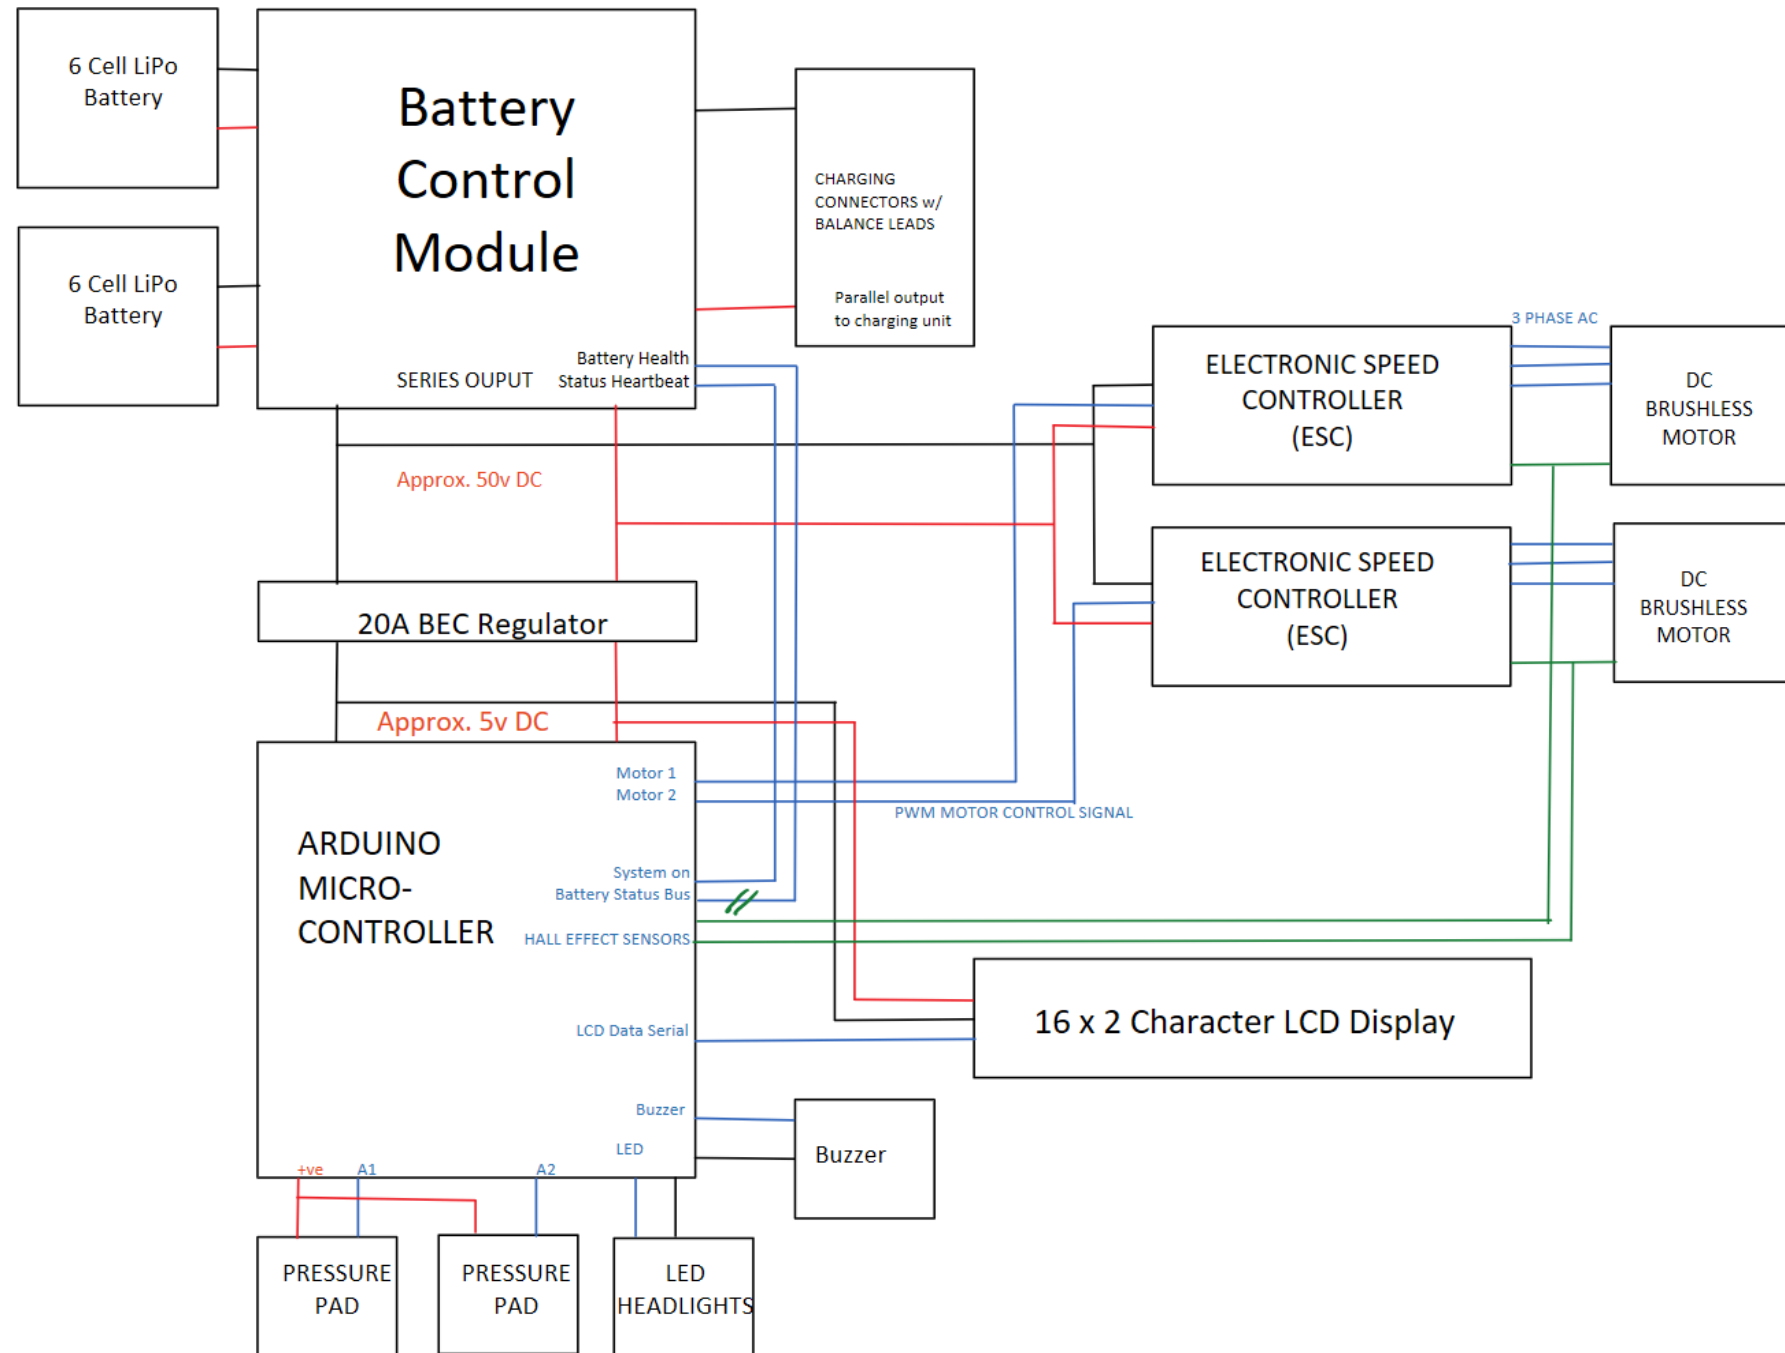 6 Cell LiPo
Battery
6 Cell LiPo
Battery
Battery
Control
Module
SERIES OUPUT
Battery Health
Status Heartbeat
CHARGING
CONNECTORS w/
BALANCE LEADS
Parallel output
to charging unit
3 PHASE AC
ELECTRONIC SPEED
CONTROLLER
(ESC)
DC
BRUSHLESS
MOTOR
ELECTRONIC SPEED
CONTROLLER
(ESC)
DC
BRUSHLESS
MOTOR
Approx. 50v DC
20A BEC Regulator
Approx. 5v DC
ARDUINO
MICRO-
CONTROLLER
Motor 1
Motor 2
PWM MOTOR CONTROL SIGNAL
System on
Battery Status Bus
HALL EFFECT SENSORS
LCD Data Serial
16 x 2 Character LCD Display
Buzzer
LED
Buzzer
+ve
A1
A2
PRESSURE
PAD
PRESSURE
PAD
LED
HEADLIGHTS